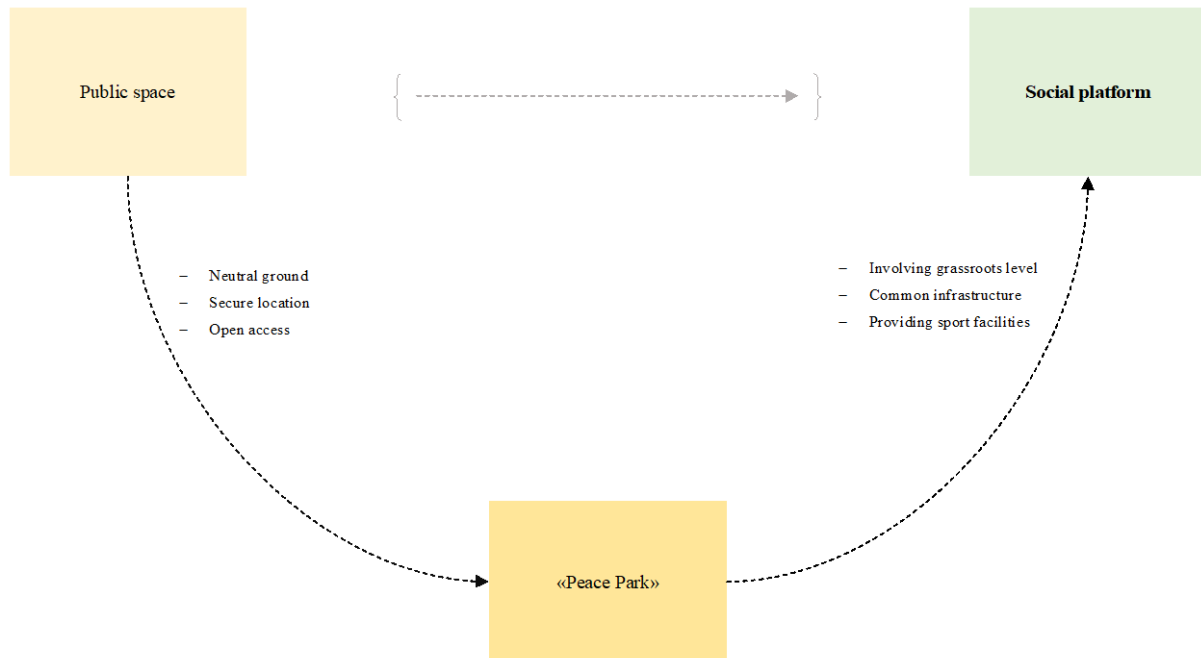 Public space
Social platform
– Neutral ground
– Secure location
– Open access
– Involving grassroots level
– Common infrastructure
– Providing sport facilities
«Peace Park»